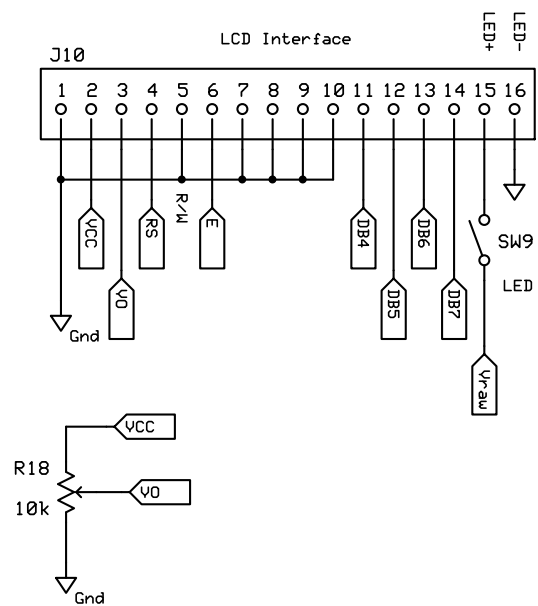 LCD Interface
LED+
LED-
J10
1 2 3 4 5 6 7 8 9 10 11 12 13 14 15 16
R/W
VCC
RS
E
DB4
DB6
SW9
VO
DB5
DB7
LED
Gnd
Vraw
VCC
R18
VO
10k
Gnd